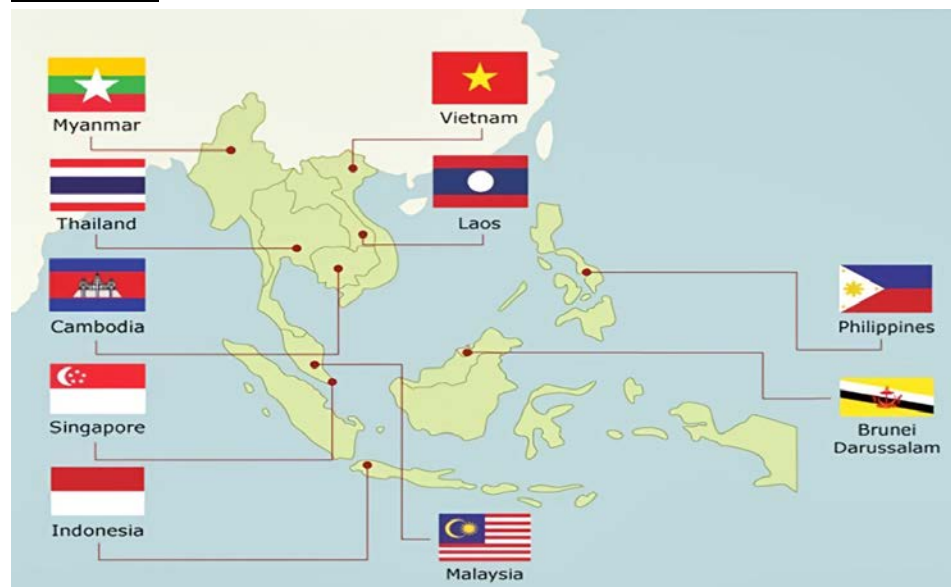 Myanmar
Vietnam
Thailand
Laos
Cambodia
Philippines
Singapore
Brunei
Darussalam
Indonesia
Malaysia